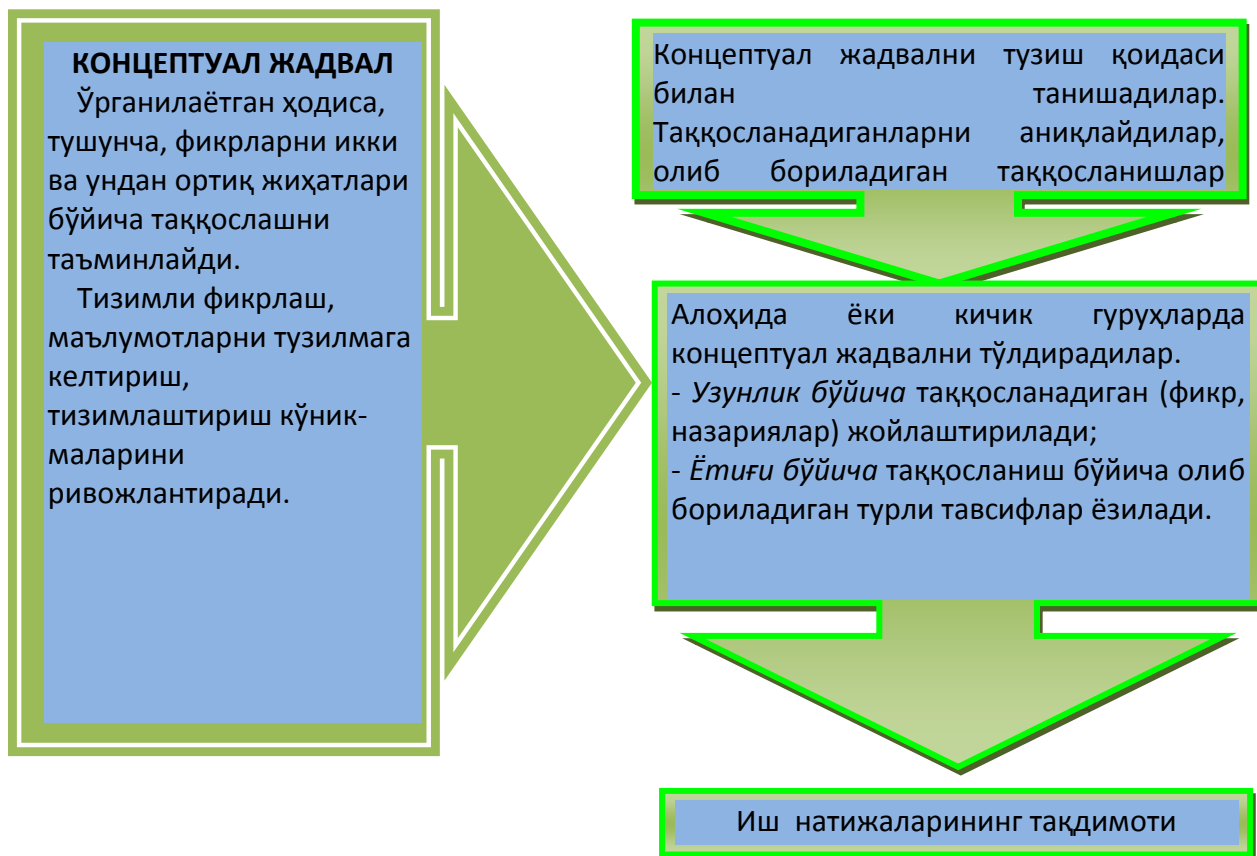 КОНЦЕПТУАЛ ЖАДВАЛ
Ўрганилаётган ҳодиса,
тушунча, фикрларни икки
ва ундан ортиқ жиҳатлари
бўйича таққослашни
таъминлайди.
Тизимли фикрлаш,
маълумотларни тузилмага
келтириш,
тизимлаштириш кўник-
маларини
ривожлантиради.
Концептуал жадвални тузиш қоидаси
билан танишадилар.
Таққосланадиганларни аниқлайдилар,
олиб бориладиган таққосланишлар
Алоҳида ёки кичик гуруҳларда
концептуал жадвални тўлдирадилар.
- Узунлик бўйича таққосланадиган (фикр,
назариялар) жойлаштирилади;
- Ётиғи бўйича таққосланиш бўйича олиб
бориладиган турли тавсифлар ёзилади.
Иш натижаларининг тақдимоти